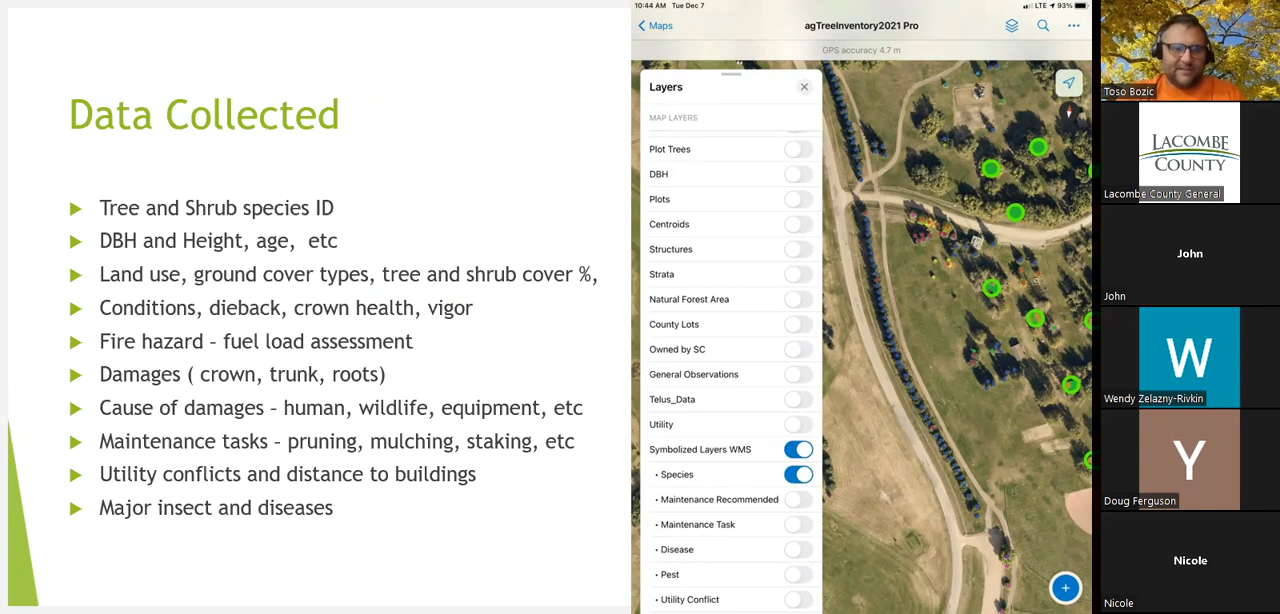 Data Collected
Tree and Shrub species ID
DBH and Height, age, etc
Land use, ground cover types, tree and shrub cover %,
Conditions, dieback, crown health, vigor
Fire hazard – fuel load assessment
Damages ( crown, trunk, roots)
Cause of damages – human, wildlife, equipment, etc
Maintenance tasks – pruning, mulching, staking, etc
Utility conflicts and distance to buildings
Major insect and diseases
10:44 AM Tue Dec 7
LTE 93%
Maps
agTreeInventory2021 Pro
GPS accuracy 4.7 m
Layers
MAP LAYERS
Plot Trees
DBH
Plots
Centroids
Structures
Strata
Natural Forest Area
County Lots
Owned by SC
General Observations
Telus_Data
Utility
Symbolized Layers WMS
• Species
• Maintenance Recommended
• Maintenance Task
• Disease
• Pest
• Utility Conflict
Toso Bozic
LACOMBE
COUNTY
Lacombe County General
John
John
W
Wendy Zelazny-Rivkin
Y
Doug Ferguson
Nicole
Nicole